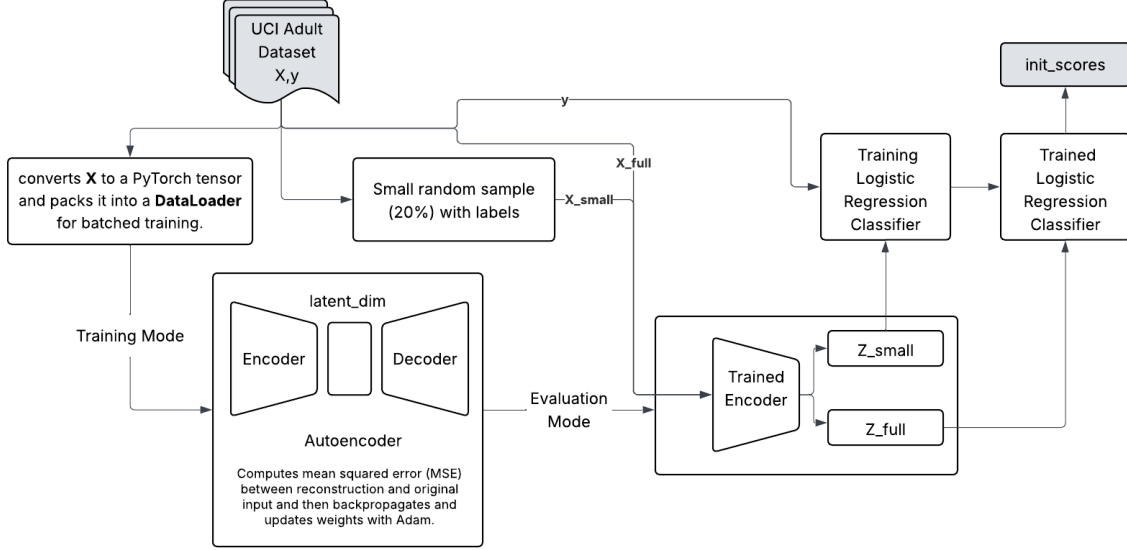 UCI Adult
Dataset
X,y
init_scores
y
X_full
converts X to a PyTorch tensor
and packs it into a DataLoader
for batched training.
Small random sample
(20%) with labels
X_small
Training
Logistic
Regression
Classifier
Trained
Logistic
Regression
Classifier
Training Mode
latent_dim
Encoder
Decoder
Autoencoder
Computes mean squared error (MSE)
between reconstruction and original
input and then backpropagates and
updates weights with Adam.
Evaluation
Mode
Trained
Encoder
Z_small
Z_full